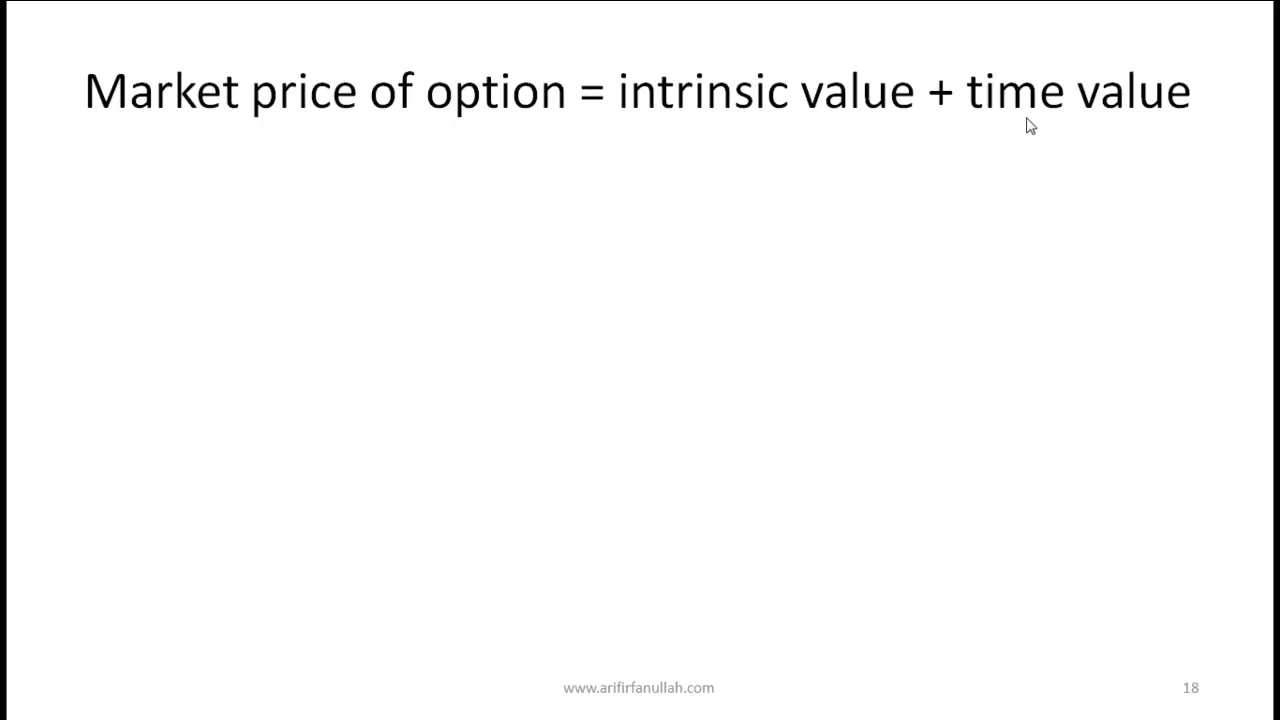 Market price of option = intrinsic value + time value
www.arifirfanullah.com
18